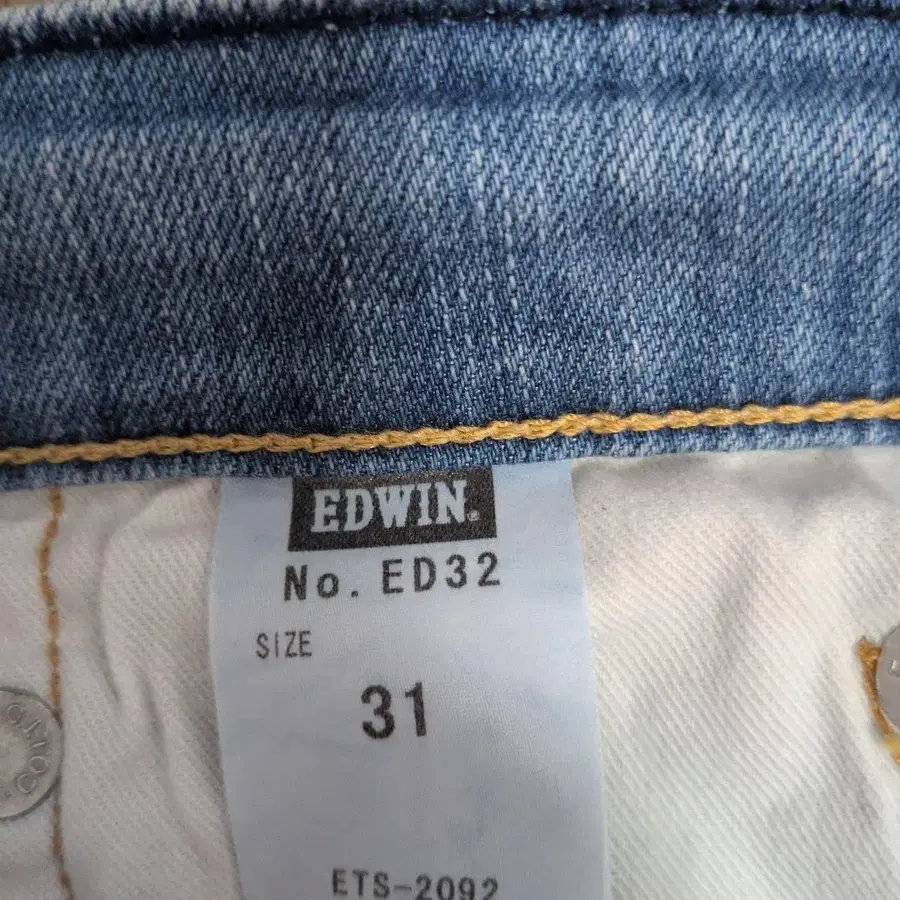 EDWIN.
No. ED32
SIZE
31
ETS-2092